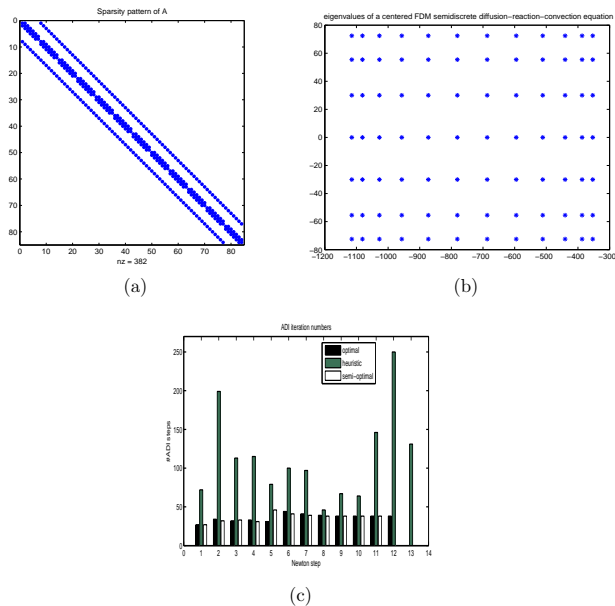 Sparsity pattern of A
0
10
20
30
40
50
60
70
80
0 10 20 30 40 50 60 70 80
nz = 382
(a)
eigenvalues of a centered FDM semidiscrete diffusion−reaction−convection equation
80
60
40
20
0
−20
−40
−60
−80
−1200 −1100 −1000 −900 −800 −700 −600 −500 −400 −300
(b)
ADI iteration numbers
optimal
heuristic
semi−optimal
250
200
150
100
50
0
#ADI steps
0 1 2 3 4 5 6 7 8 9 10 11 12 13 14
Newton step
(c)